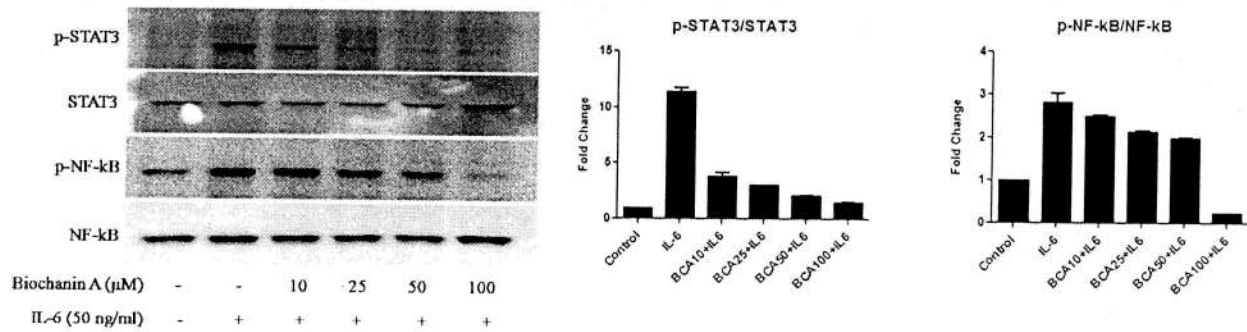 p-STAT3
STAT3
p-NF-kB
NF-kB
Biochanin A (μM) - - 10 25 50 100
IL-6 (50 ng/ml) - + + + + +
p-STAT3/STAT3
15
10
5
0
Fold Change
Control
IL-6
BCA10+IL6
BCA25+IL6
BCA50+IL6
BCA100+IL6
p-NF-kB/NF-kB
4
3
2
1
0
Fold Change
Control
IL-6
BCA10+IL6
BCA25+IL6
BCA50+IL6
BCA100+IL6